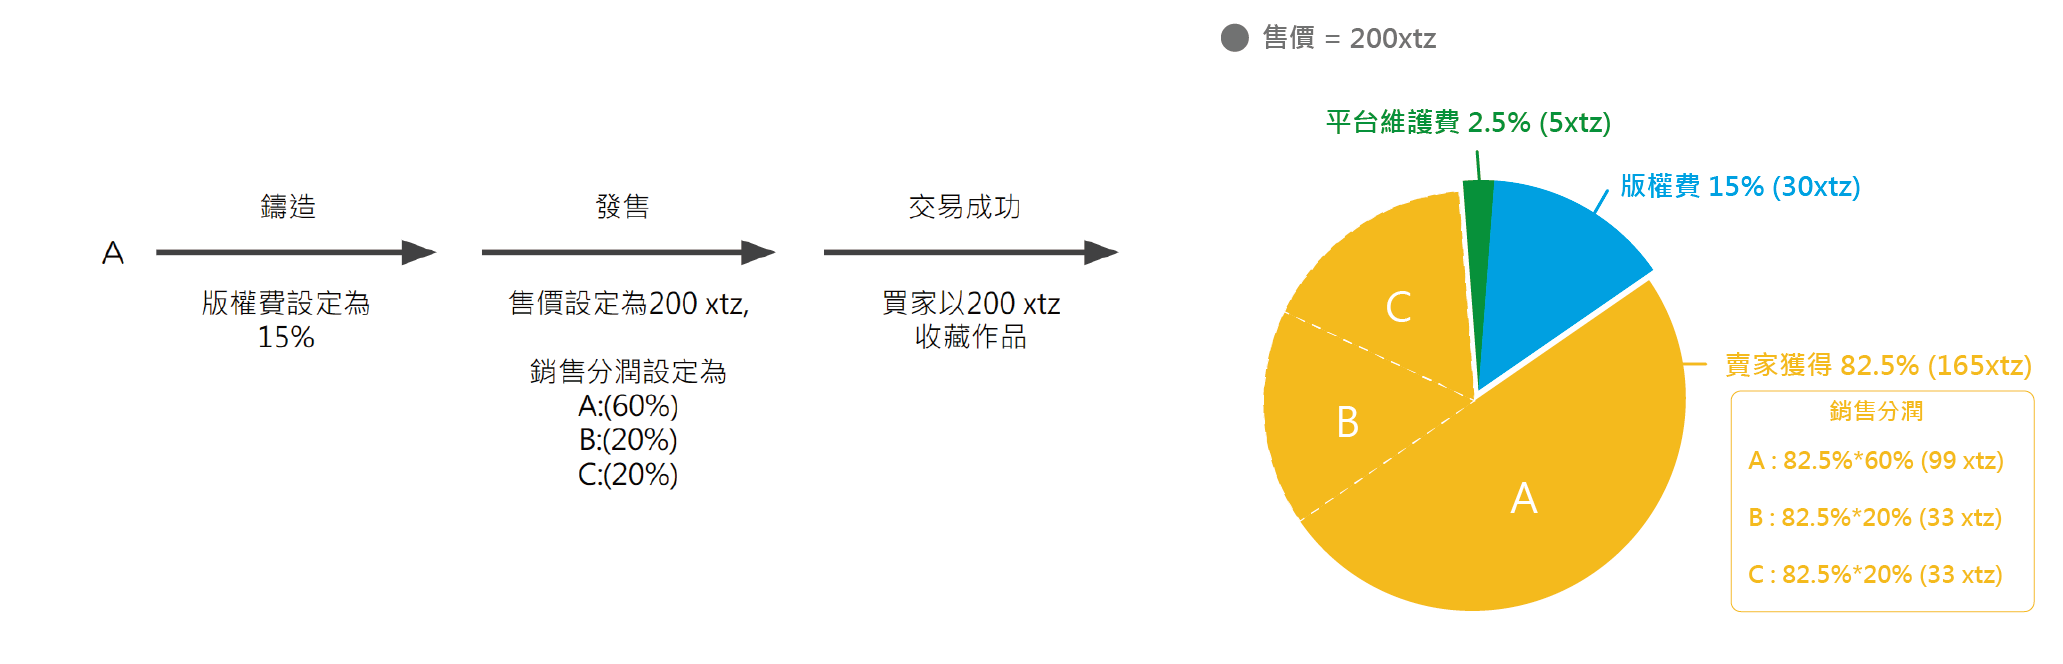 A
鑄造
版權費設定為
15%
發售
售價設定為200 xtz,
銷售分潤設定為
A:(60%)
B:(20%)
C:(20%)
交易成功
買家以200 xtz
收藏作品
售價 = 200xtz
平台維護費 2.5% (5xtz)
版權費 15% (30xtz)
C
B
A
賣家獲得 82.5% (165xtz)
銷售分潤
A : 82.5%*60% (99 xtz)
B : 82.5%*20% (33 xtz)
C : 82.5%*20% (33 xtz)